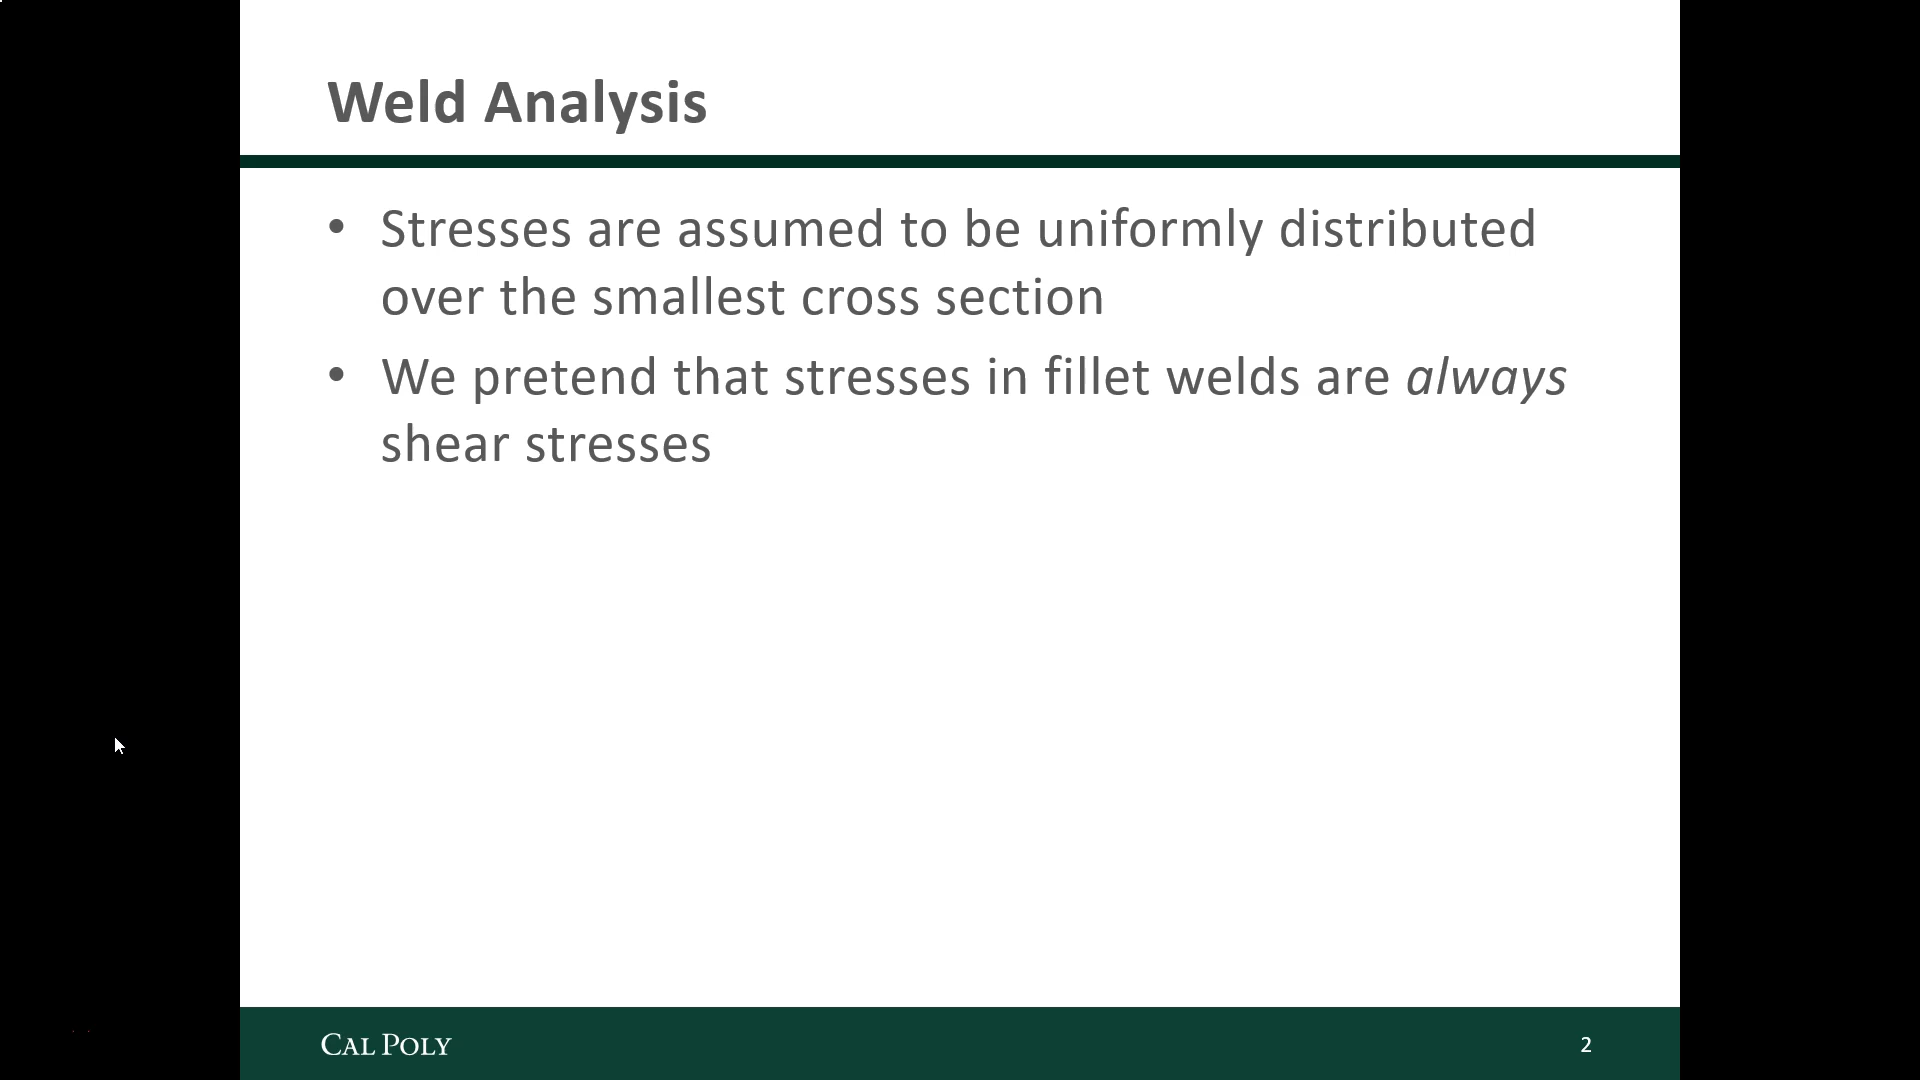 Weld Analysis
• Stresses are assumed to be uniformly distributed
over the smallest cross section
• We pretend that stresses in fillet welds are always
shear stresses
CAL POLY
2